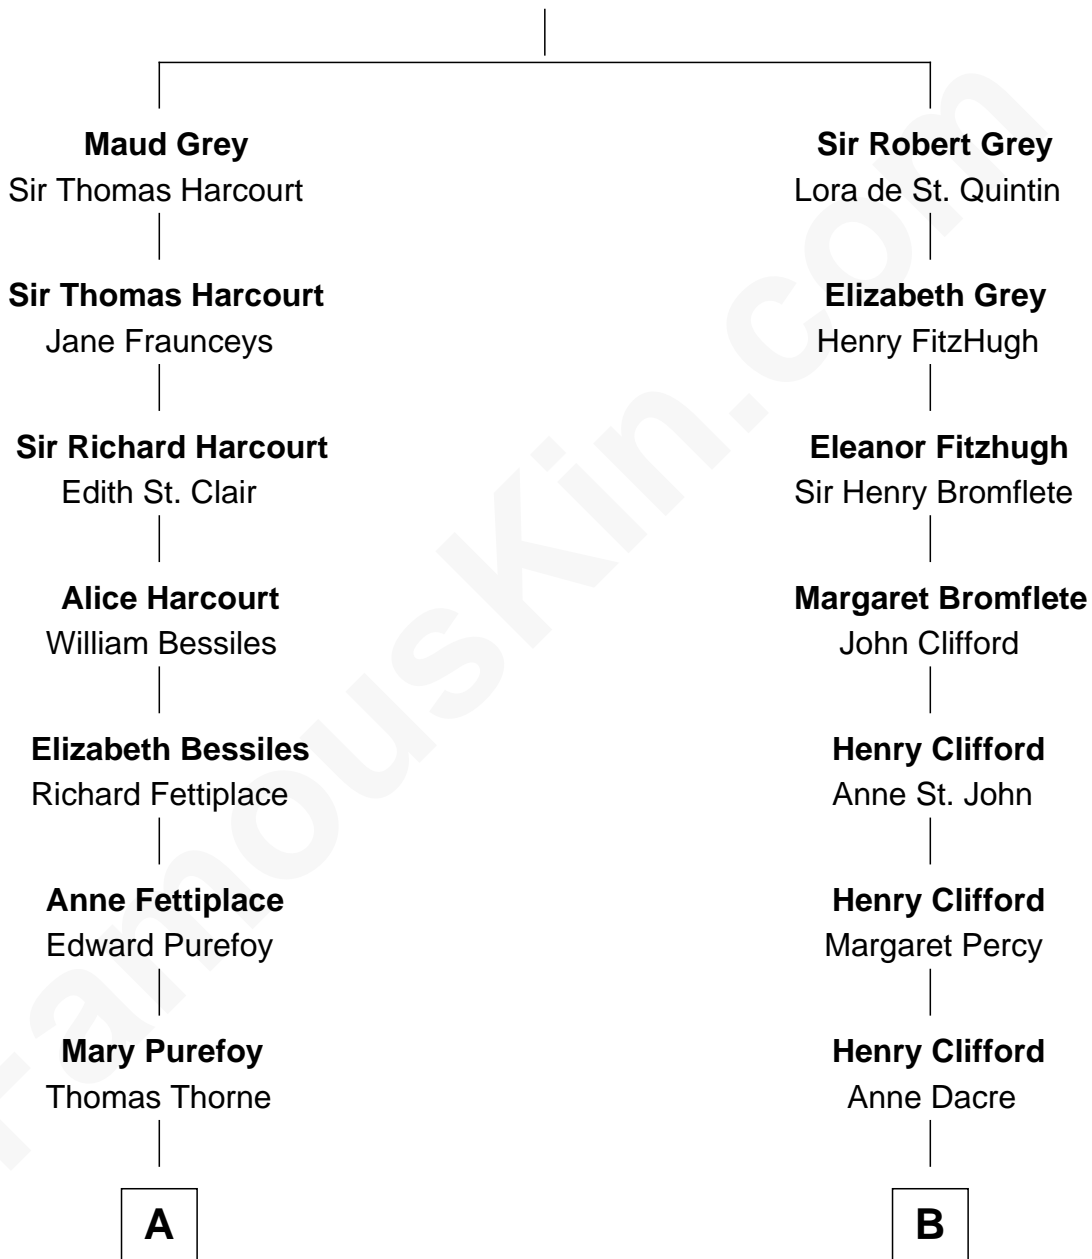 Maud Grey
Sir Thomas Harcourt
Sir Robert Grey
Lora de St. Quintin
Sir Thomas Harcourt
Jane Fraunceys
Elizabeth Grey
Henry FitzHugh
Sir Richard Harcourt
Edith St. Clair
Eleanor Fitzhugh
Sir Henry Bromflete
Alice Harcourt
William Bessiles
Margaret Bromflete
John Clifford
Elizabeth Bessiles
Richard Fettiplace
Henry Clifford
Anne St. John
Anne Fettiplace
Edward Purefoy
Henry Clifford
Margaret Percy
Mary Purefoy
Thomas Thorne
Henry Clifford
Anne Dacre
A
B
FamousKin.com